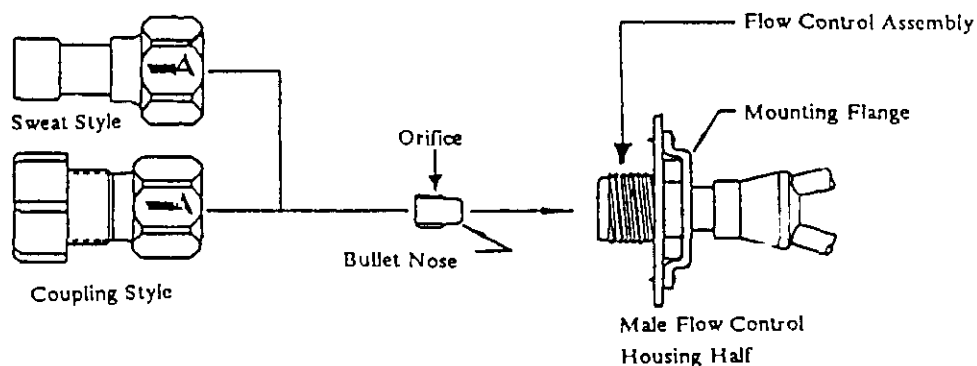 Flow Control Assembly
Mounting Flange
Sweat Style
Orifice
Bullet Nose
Coupling Style
Male Flow Control
Housing Half